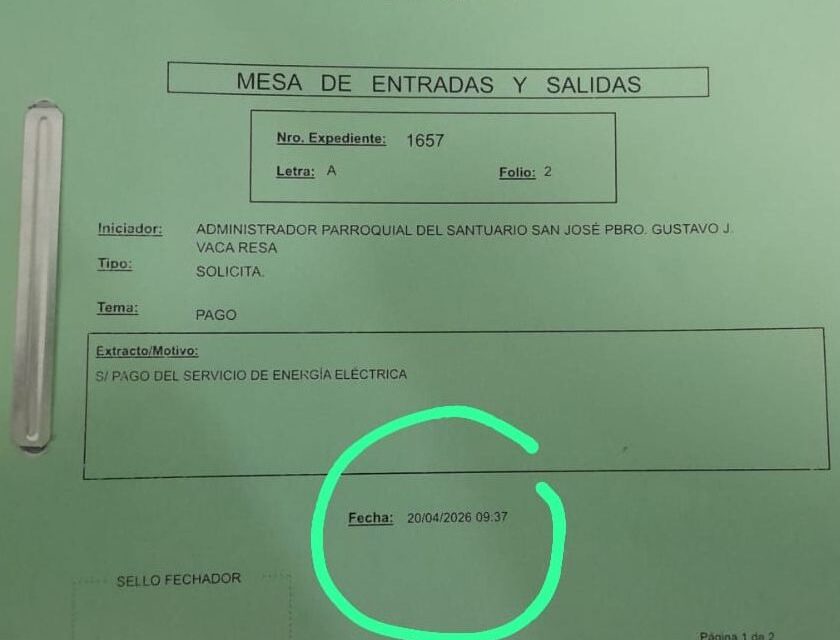 MESA DE ENTRADAS Y SALIDAS
Nro. Expediente: 1657
Letra: A Folio: 2
Iniciador: ADMINISTRADOR PARROQUIAL DEL SANTUARIO SAN JOSÉ PBRO. GUSTAVO J.
VACA RESA
Tipo: SOLICITA.
Tema: PAGO
Extracto/Motivo:
S/ PAGO DEL SERVICIO DE ENERGÍA ELÉCTRICA
Fecha: 20/04/2026 09:37
SELLO FECHADOR
Página 1 de 2